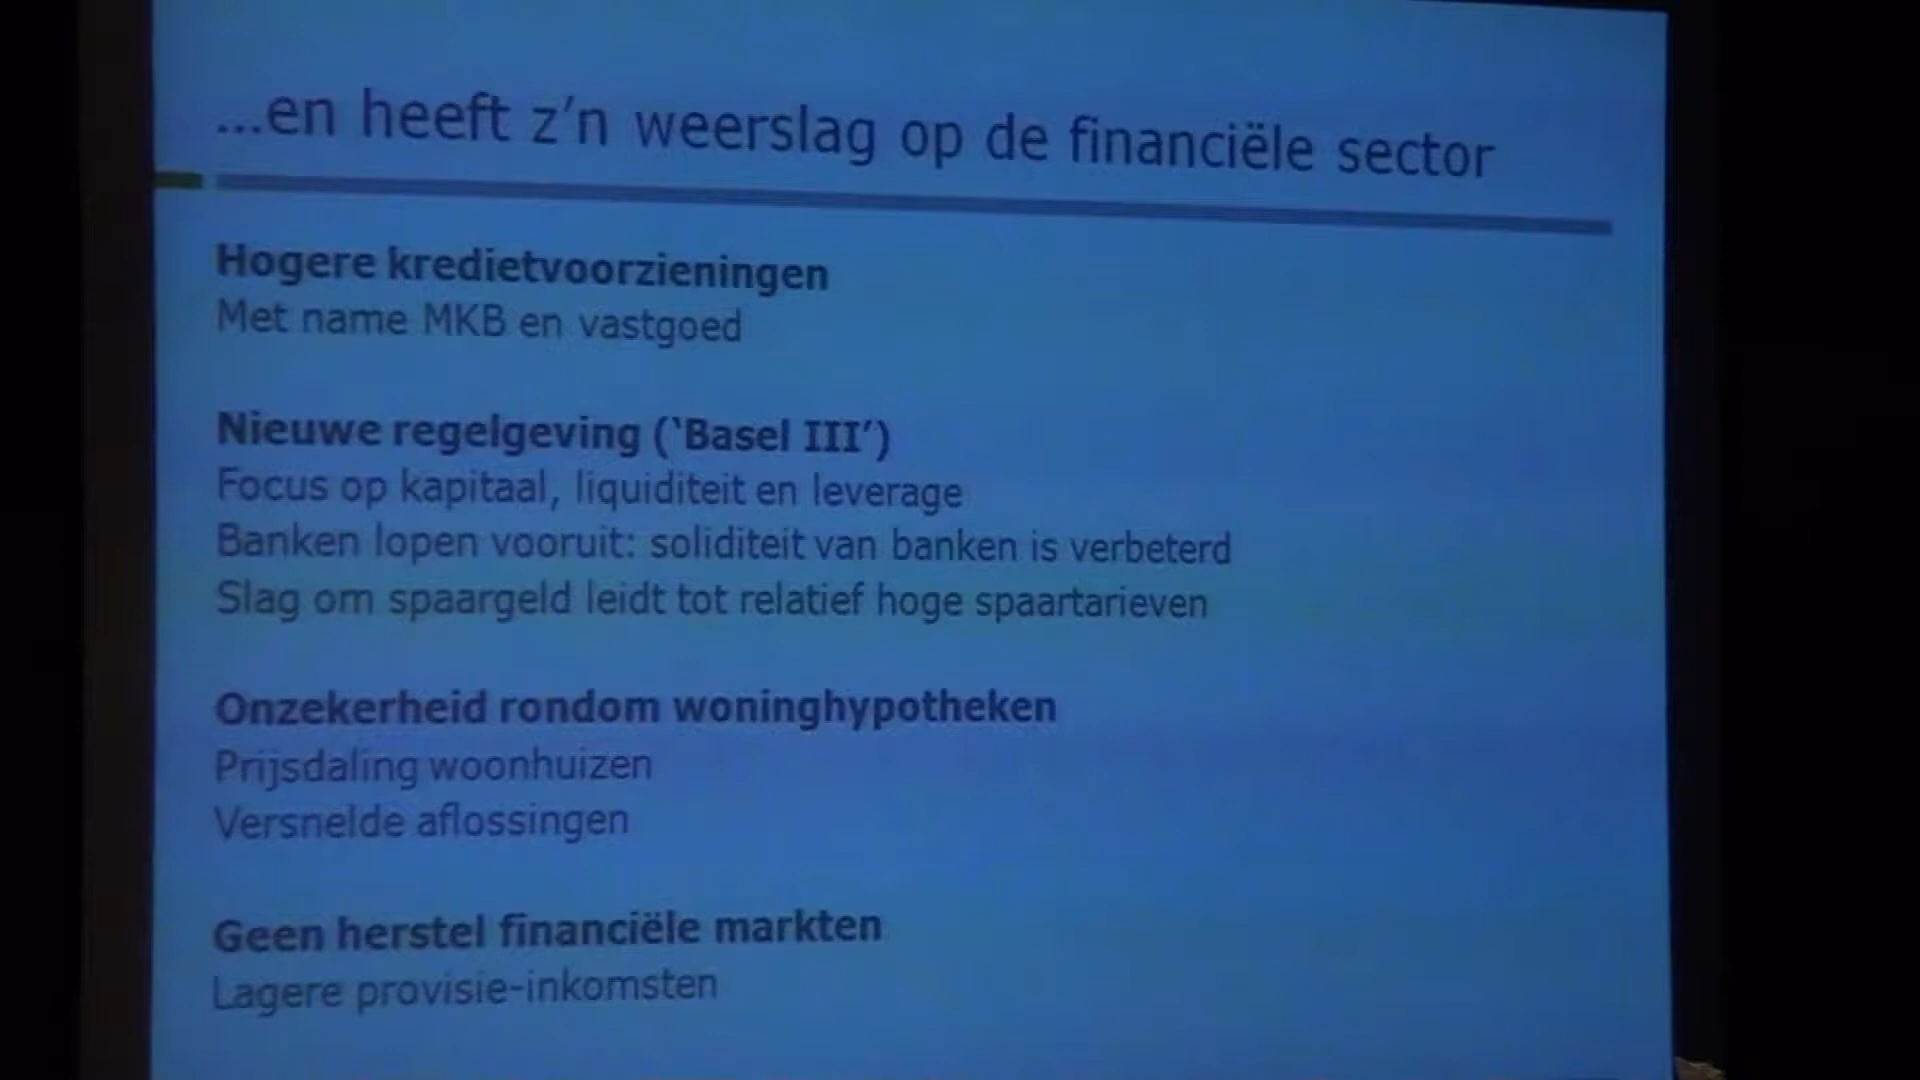 ...en heeft z’n weerslag op de financiële sector
Hogere kredietvoorzieningen
Met name MKB en vastgoed
Nieuwe regelgeving (‘Basel III’)
Focus op kapitaal, liquiditeit en leverage
Banken lopen vooruit: soliditeit van banken is verbeterd
Slag om spaargeld leidt tot relatief hoge spaartarieven
Onzekerheid rondom woninghypotheken
Prijsdaling woonhuizen
Versnelde aflossingen
Geen herstel financiële markten
Lagere provisie-inkomsten